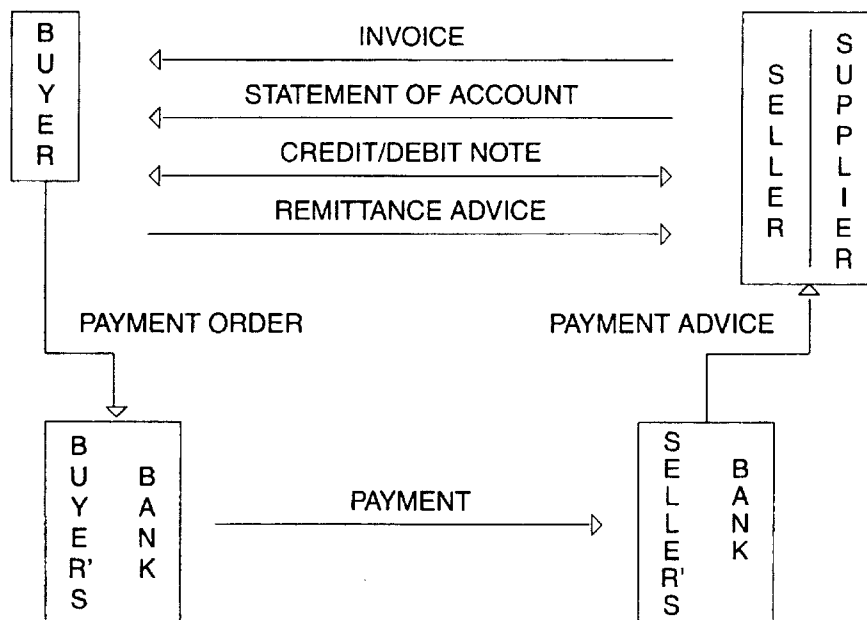 BUYER
INVOICE
STATEMENT OF ACCOUNT
CREDIT/DEBIT NOTE
REMITTANCE ADVICE
SELLER
SUPPLIER
PAYMENT ORDER
PAYMENT ADVICE
BUYER'S
BANK
PAYMENT
SELLER'S
BANK